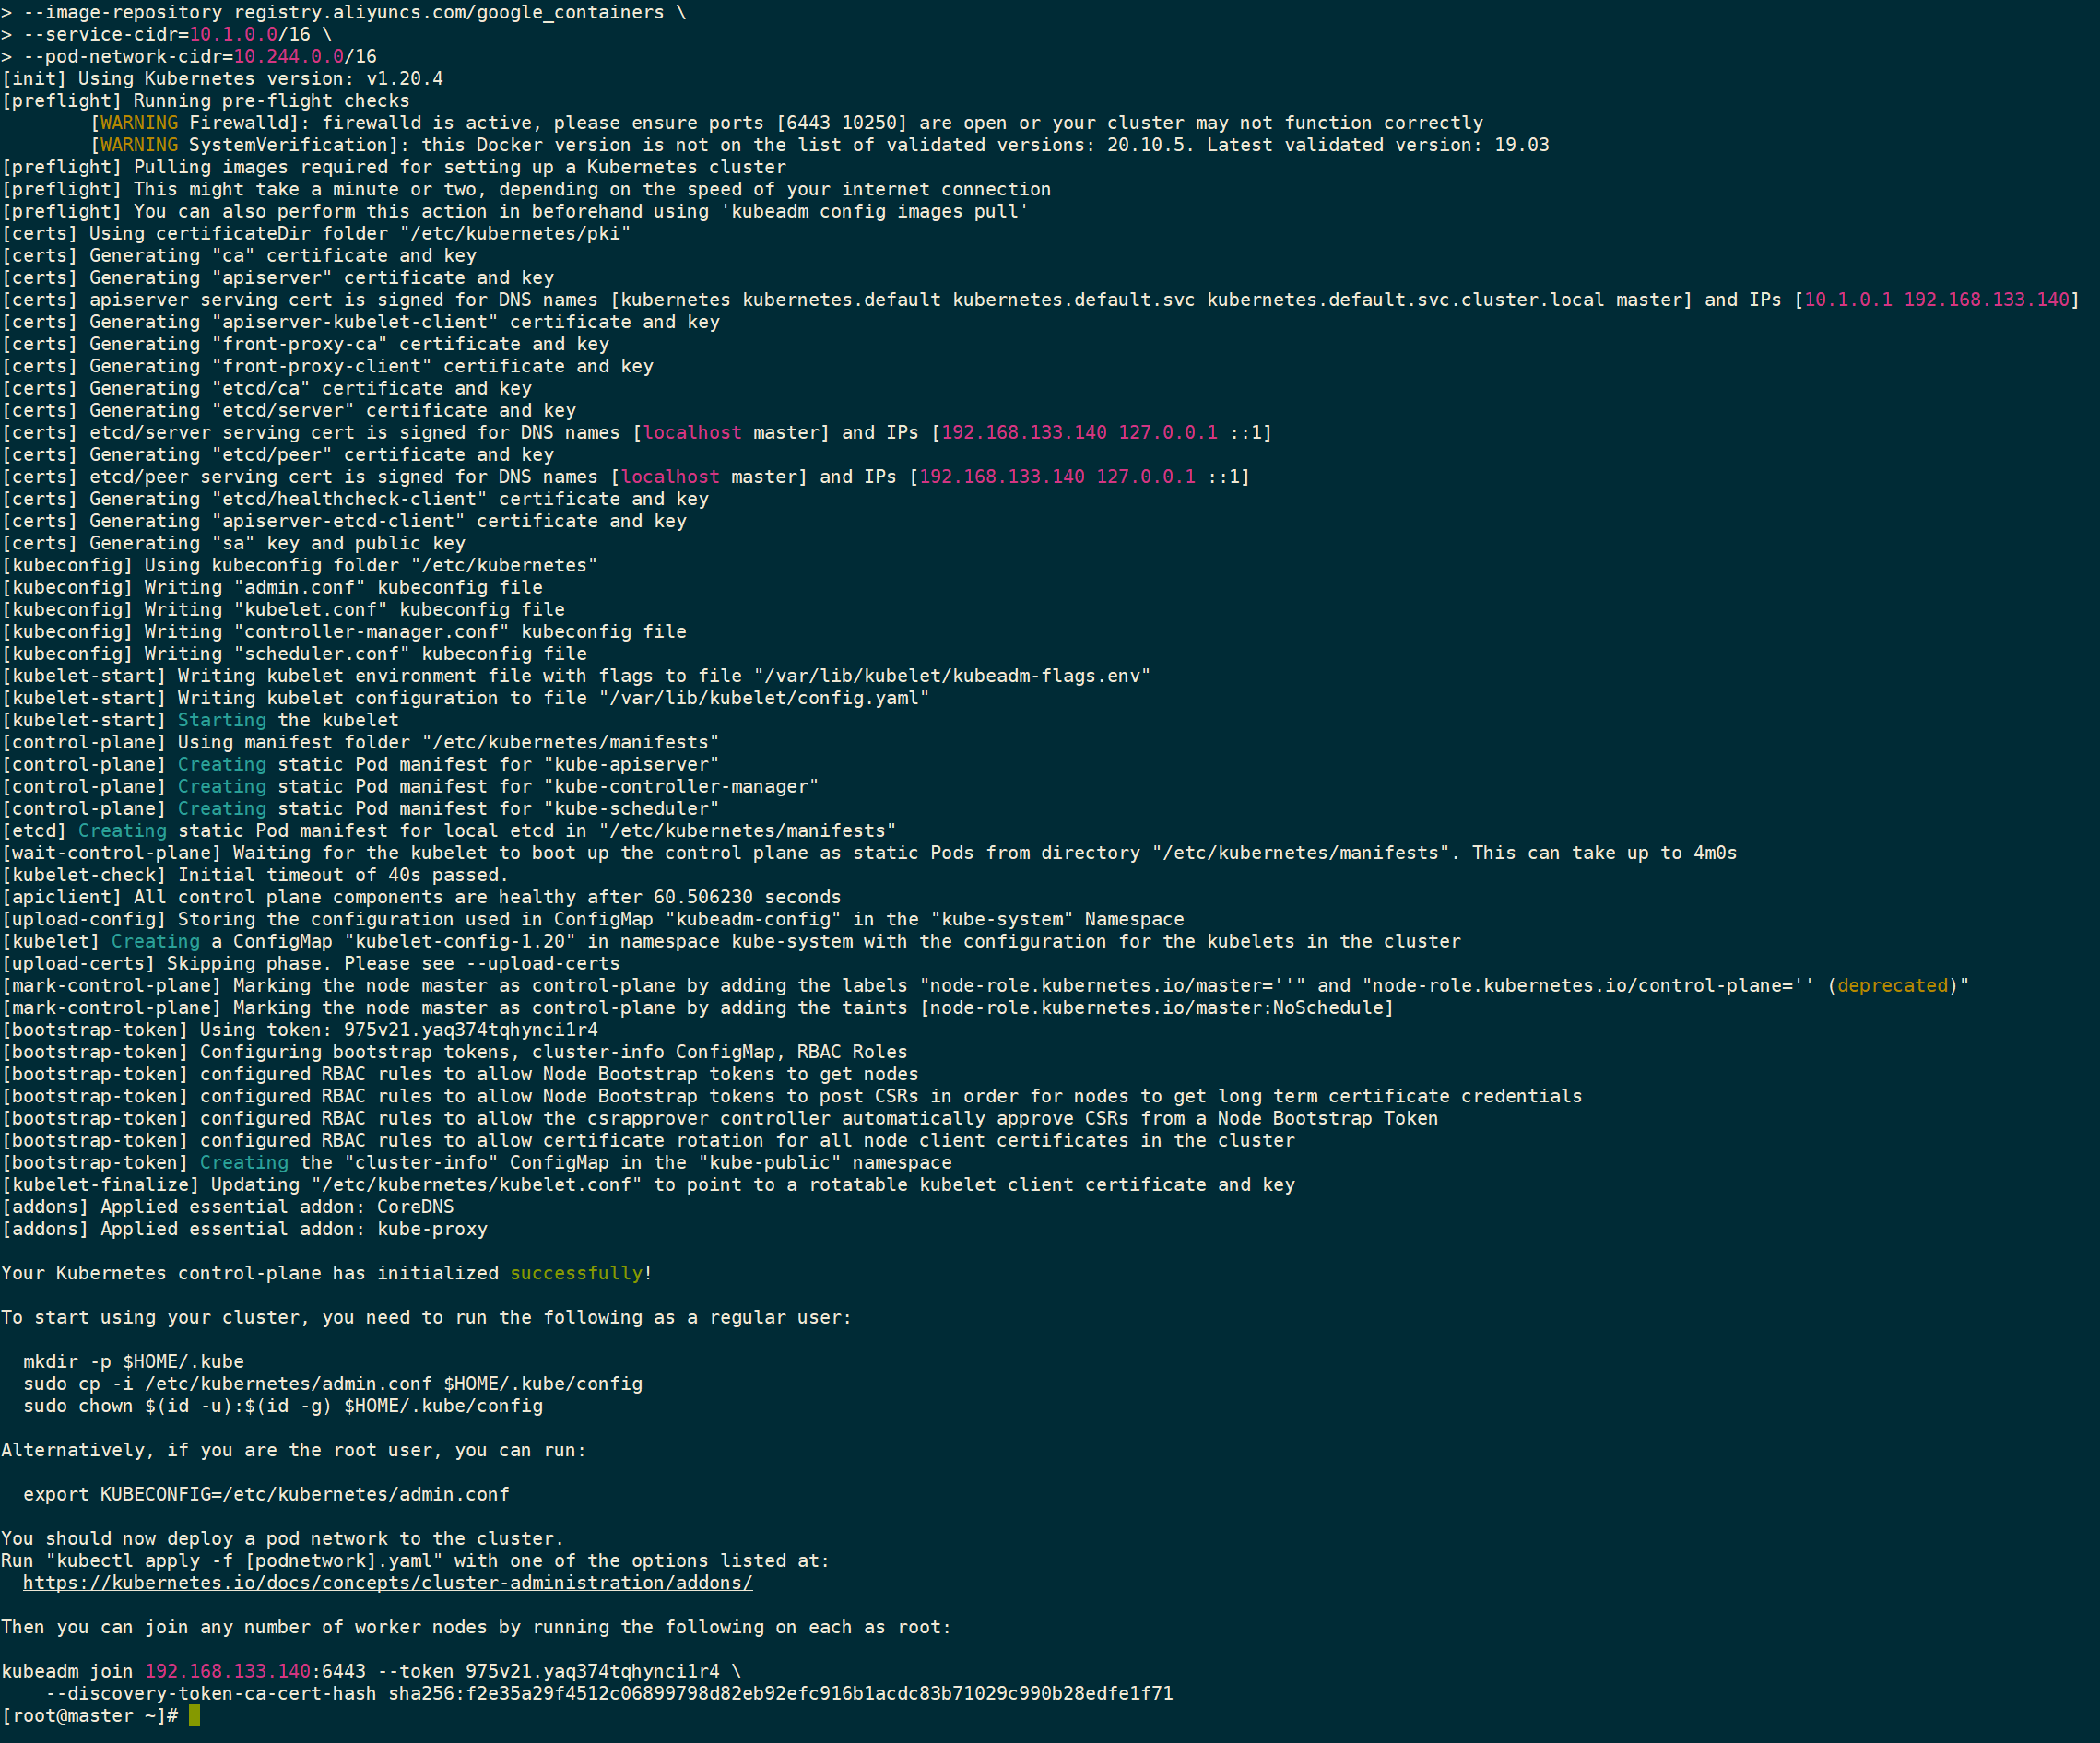 > --image-repository registry.aliyuncs.com/google_containers \
> --service-cidr=10.1.0.0/16 \
> --pod-network-cidr=10.244.0.0/16
[init] Using Kubernetes version: v1.20.4
[preflight] Running pre-flight checks
        [WARNING Firewalld]: firewalld is active, please ensure ports [6443 10250] are open or your cluster may not function correctly
        [WARNING SystemVerification]: this Docker version is not on the list of validated versions: 20.10.5. Latest validated version: 19.03
[preflight] Pulling images required for setting up a Kubernetes cluster
[preflight] This might take a minute or two, depending on the speed of your internet connection
[preflight] You can also perform this action in beforehand using 'kubeadm config images pull'
[certs] Using certificateDir folder "/etc/kubernetes/pki"
[certs] Generating "ca" certificate and key
[certs] Generating "apiserver" certificate and key
[certs] apiserver serving cert is signed for DNS names [kubernetes kubernetes.default kubernetes.default.svc kubernetes.default.svc.cluster.local master] and IPs [10.1.0.1 192.168.133.140]
[certs] Generating "apiserver-kubelet-client" certificate and key
[certs] Generating "front-proxy-ca" certificate and key
[certs] Generating "front-proxy-client" certificate and key
[certs] Generating "etcd/ca" certificate and key
[certs] Generating "etcd/server" certificate and key
[certs] etcd/server serving cert is signed for DNS names [localhost master] and IPs [192.168.133.140 127.0.0.1 ::1]
[certs] Generating "etcd/peer" certificate and key
[certs] etcd/peer serving cert is signed for DNS names [localhost master] and IPs [192.168.133.140 127.0.0.1 ::1]
[certs] Generating "etcd/healthcheck-client" certificate and key
[certs] Generating "apiserver-etcd-client" certificate and key
[certs] Generating "sa" key and public key
[kubeconfig] Using kubeconfig folder "/etc/kubernetes"
[kubeconfig] Writing "admin.conf" kubeconfig file
[kubeconfig] Writing "kubelet.conf" kubeconfig file
[kubeconfig] Writing "controller-manager.conf" kubeconfig file
[kubeconfig] Writing "scheduler.conf" kubeconfig file
[kubelet-start] Writing kubelet environment file with flags to file "/var/lib/kubelet/kubeadm-flags.env"
[kubelet-start] Writing kubelet configuration to file "/var/lib/kubelet/config.yaml"
[kubelet-start] Starting the kubelet
[control-plane] Using manifest folder "/etc/kubernetes/manifests"
[control-plane] Creating static Pod manifest for "kube-apiserver"
[control-plane] Creating static Pod manifest for "kube-controller-manager"
[control-plane] Creating static Pod manifest for "kube-scheduler"
[etcd] Creating static Pod manifest for local etcd in "/etc/kubernetes/manifests"
[wait-control-plane] Waiting for the kubelet to boot up the control plane as static Pods from directory "/etc/kubernetes/manifests". This can take up to 4m0s
[kubelet-check] Initial timeout of 40s passed.
[apiclient] All control plane components are healthy after 60.506230 seconds
[upload-config] Storing the configuration used in ConfigMap "kubeadm-config" in the "kube-system" Namespace
[kubelet] Creating a ConfigMap "kubelet-config-1.20" in namespace kube-system with the configuration for the kubelets in the cluster
[upload-certs] Skipping phase. Please see --upload-certs
[mark-control-plane] Marking the node master as control-plane by adding the labels "node-role.kubernetes.io/master=''" and "node-role.kubernetes.io/control-plane='' (deprecated)"
[mark-control-plane] Marking the node master as control-plane by adding the taints [node-role.kubernetes.io/master:NoSchedule]
[bootstrap-token] Using token: 975v21.yaq374tqhynci1r4
[bootstrap-token] Configuring bootstrap tokens, cluster-info ConfigMap, RBAC Roles
[bootstrap-token] configured RBAC rules to allow Node Bootstrap tokens to get nodes
[bootstrap-token] configured RBAC rules to allow Node Bootstrap tokens to post CSRs in order for nodes to get long term certificate credentials
[bootstrap-token] configured RBAC rules to allow the csrapprover controller automatically approve CSRs from a Node Bootstrap Token
[bootstrap-token] configured RBAC rules to allow certificate rotation for all node client certificates in the cluster
[bootstrap-token] Creating the "cluster-info" ConfigMap in the "kube-public" namespace
[kubelet-finalize] Updating "/etc/kubernetes/kubelet.conf" to point to a rotatable kubelet client certificate and key
[addons] Applied essential addon: CoreDNS
[addons] Applied essential addon: kube-proxy

Your Kubernetes control-plane has initialized successfully!

To start using your cluster, you need to run the following as a regular user:

  mkdir -p $HOME/.kube
  sudo cp -i /etc/kubernetes/admin.conf $HOME/.kube/config
  sudo chown $(id -u):$(id -g) $HOME/.kube/config

Alternatively, if you are the root user, you can run:

  export KUBECONFIG=/etc/kubernetes/admin.conf

You should now deploy a pod network to the cluster.
Run "kubectl apply -f [podnetwork].yaml" with one of the options listed at:
  https://kubernetes.io/docs/concepts/cluster-administration/addons/

Then you can join any number of worker nodes by running the following on each as root:

kubeadm join 192.168.133.140:6443 --token 975v21.yaq374tqhynci1r4 \
    --discovery-token-ca-cert-hash sha256:f2e35a29f4512c06899798d82eb92efc916b1acdc83b71029c990b28edfe1f71
[root@master ~]#